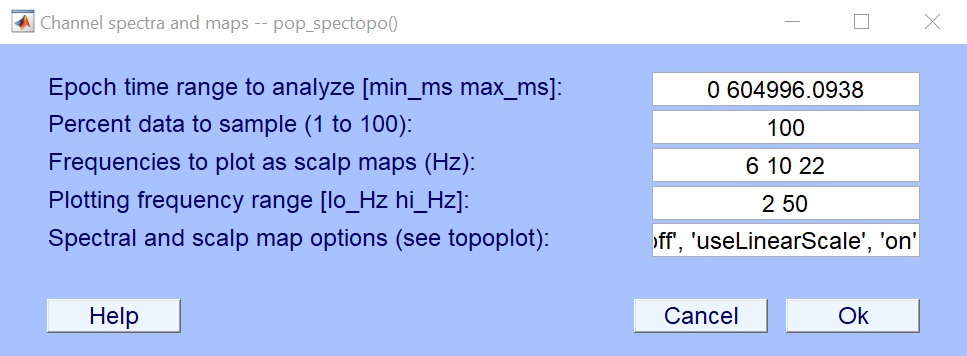 Channel spectra and maps -- pop_spectopo()
Epoch time range to analyze [min_ms max_ms]: 0 604996.0938
Percent data to sample (1 to 100): 100
Frequencies to plot as scalp maps (Hz): 6 10 22
Plotting frequency range [lo_Hz hi_Hz]: 2 50
Spectral and scalp map options (see topoplot): off', 'useLinearScale', 'on'
Help Cancel Ok